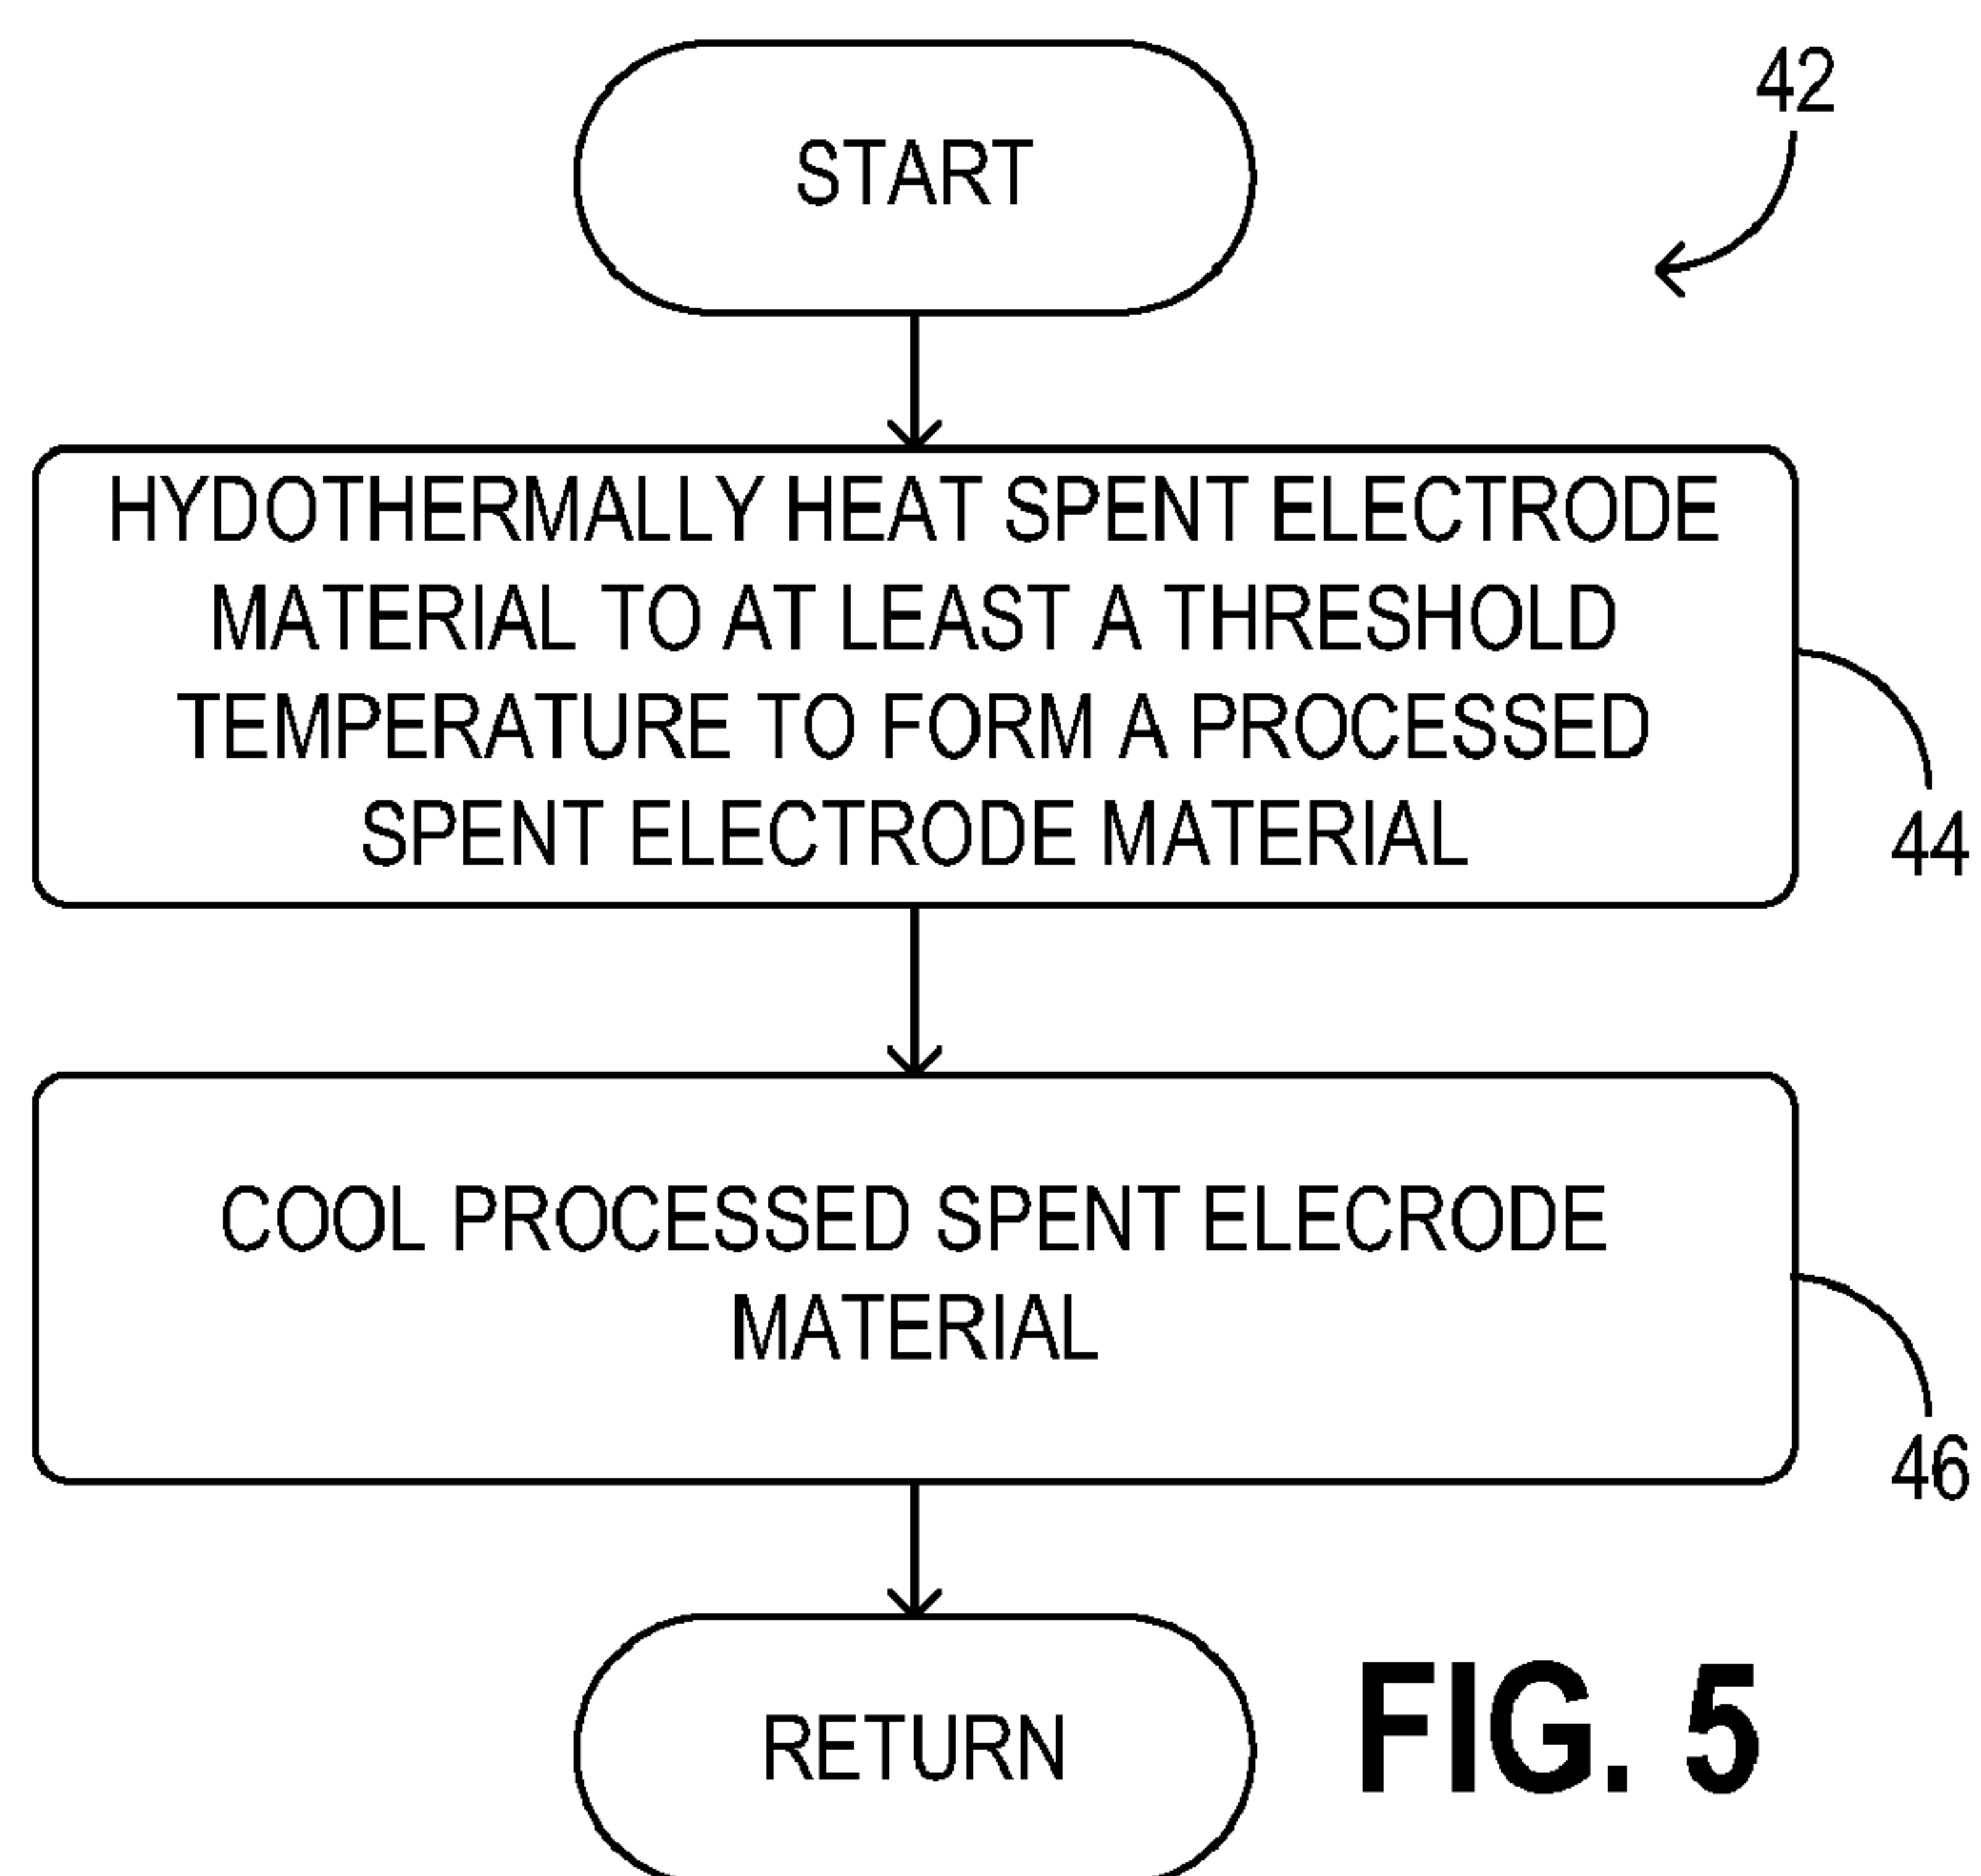 START
42
HYDOTHERMALLY HEAT SPENT ELECTRODE
MATERIAL TO AT LEAST A THRESHOLD
TEMPERATURE TO FORM A PROCESSED
SPENT ELECTRODE MATERIAL
44
COOL PROCESSED SPENT ELECRODE
MATERIAL
46
RETURN
FIG. 5